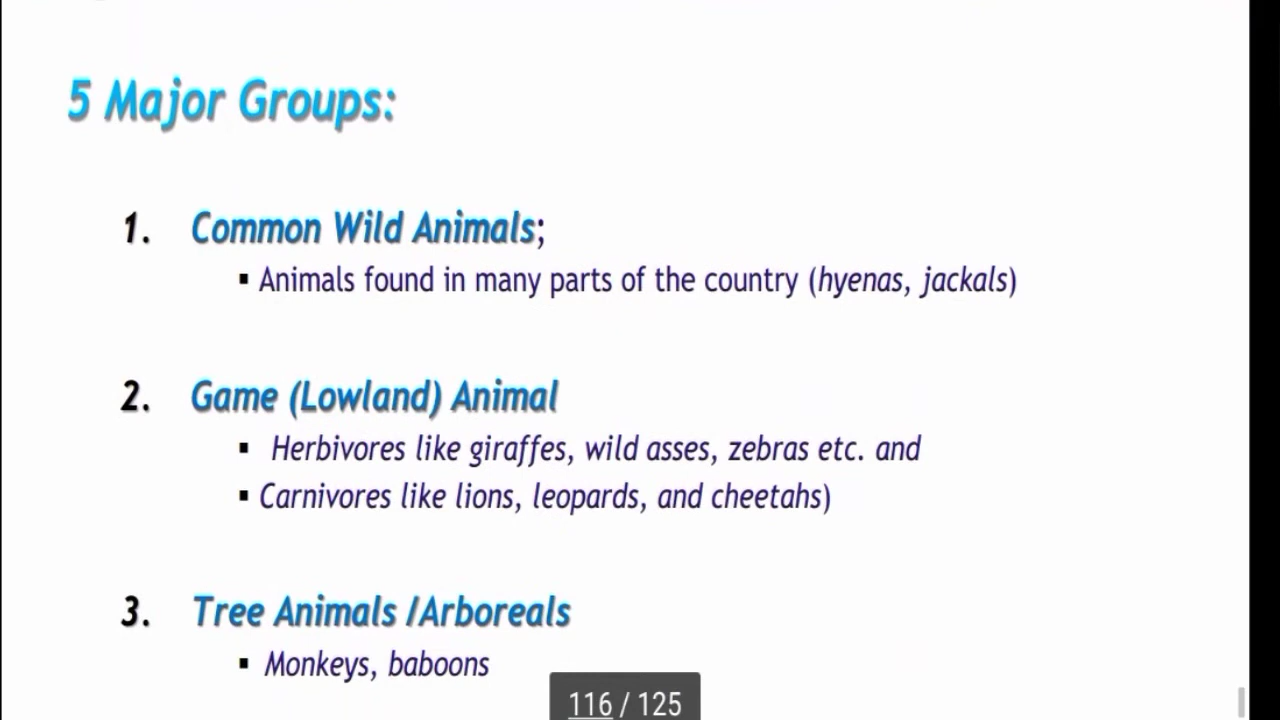 5 Major Groups:
1. Common Wild Animals;
▪ Animals found in many parts of the country (hyenas, jackals)
2. Game (Lowland) Animal
▪ Herbivores like giraffes, wild asses, zebras etc. and
▪ Carnivores like lions, leopards, and cheetahs)
3. Tree Animals /Arboreals
▪ Monkeys, baboons
116 / 125